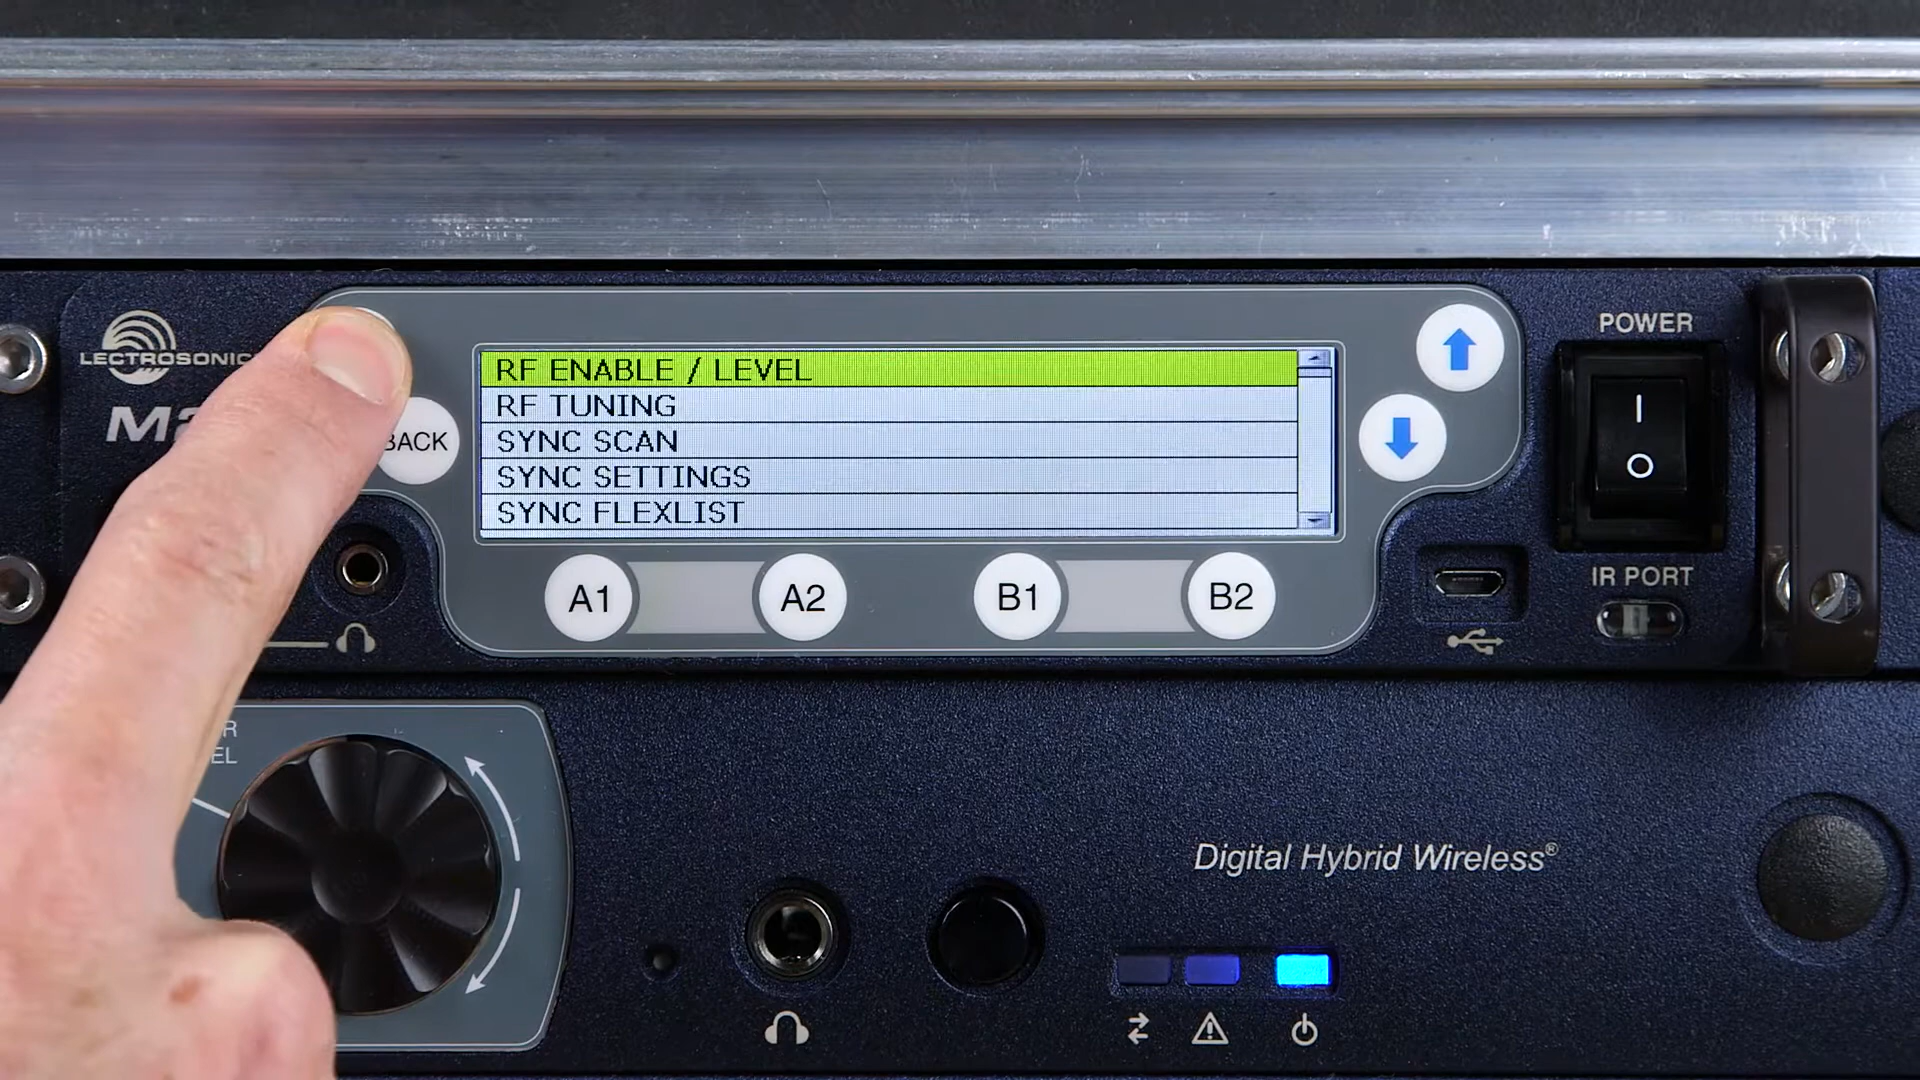 POWER
LECTROSONIC
RF ENABLE / LEVEL
RF TUNING
SYNC SCAN
SYNC SETTINGS
SYNC FLEXLIST
BACK
A1
A2
B1
B2
IR PORT
Digital Hybrid Wireless®